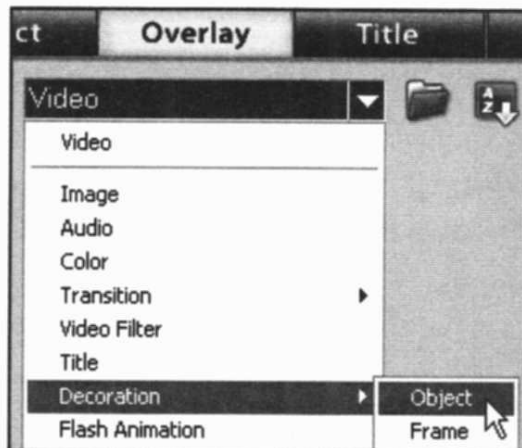 ct Overlay Title
Video
Video
Image
Audio
Color
Transition
Video Filter
Title
Decoration Object
Flash Animation Frame